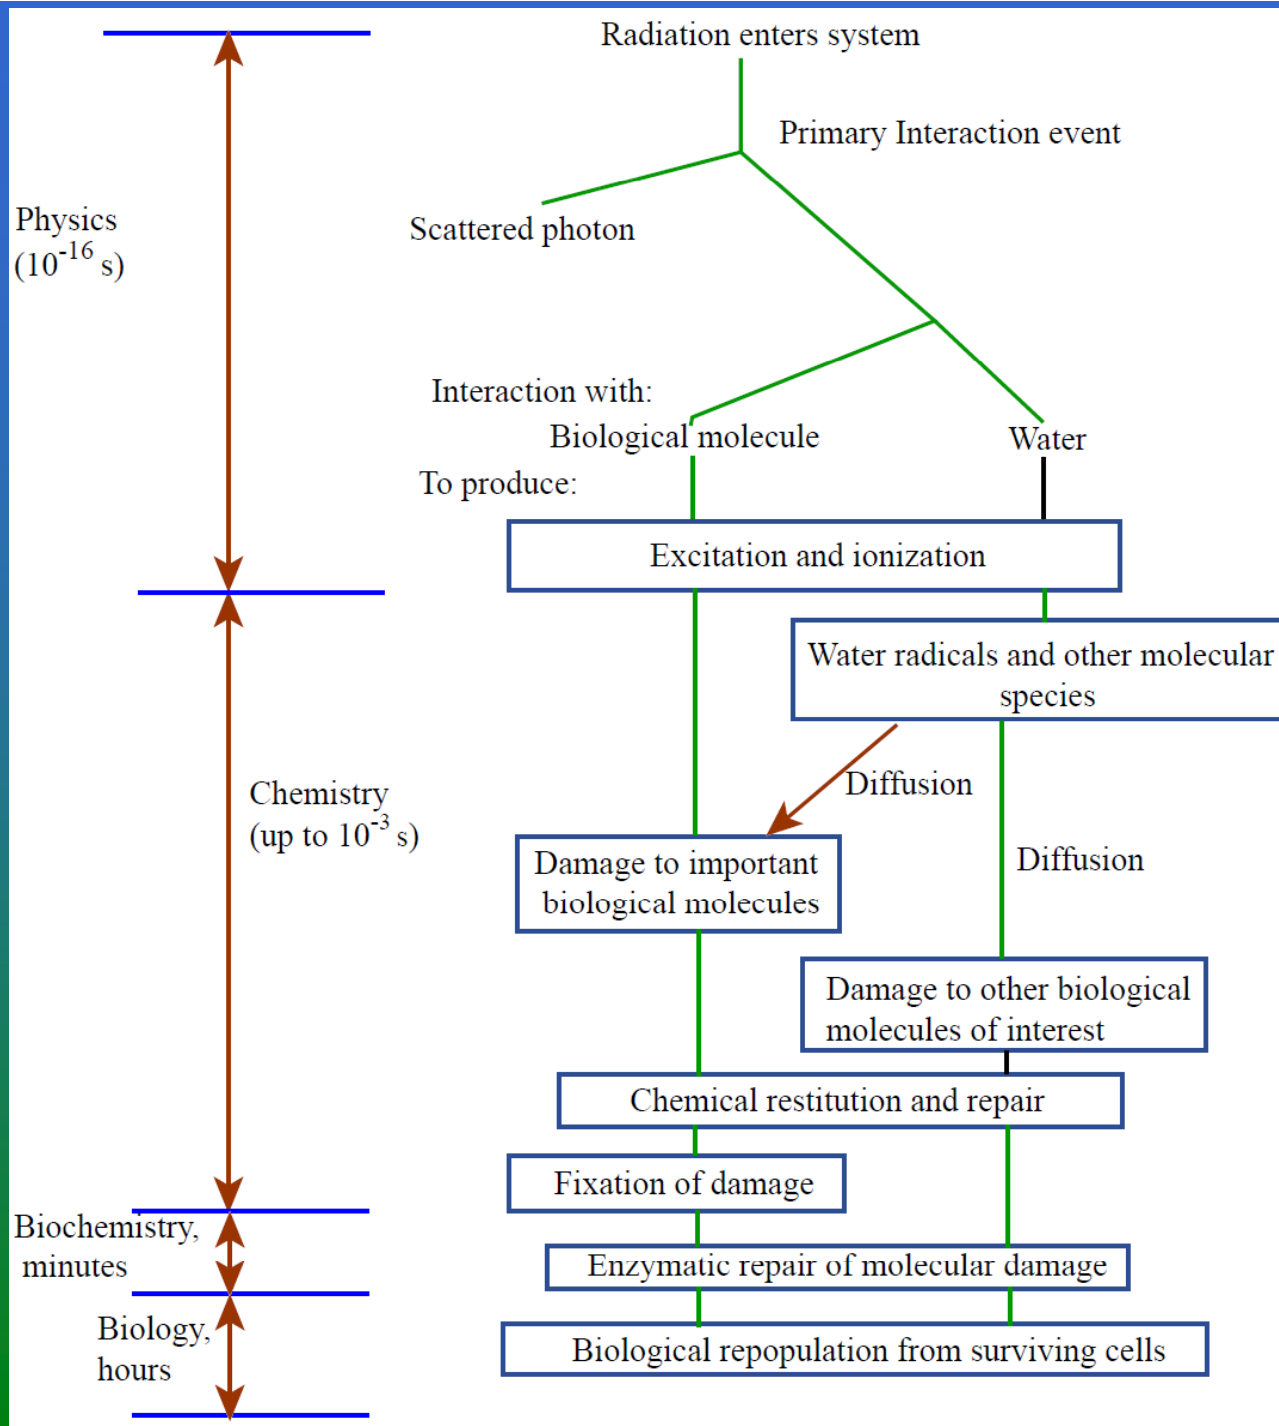 Radiation enters system
Primary Interaction event
Physics
(10^-16 s)
Scattered photon
Interaction with:
Biological molecule
Water
To produce:
Excitation and ionization
Water radicals and other molecular
species
Diffusion
Chemistry
(up to 10^-3 s)
Diffusion
Damage to important
biological molecules
Damage to other biological
molecules of interest
Chemical restitution and repair
Fixation of damage
Biochemistry,
minutes
Enzymatic repair of molecular damage
Biology,
hours
Biological repopulation from surviving cells